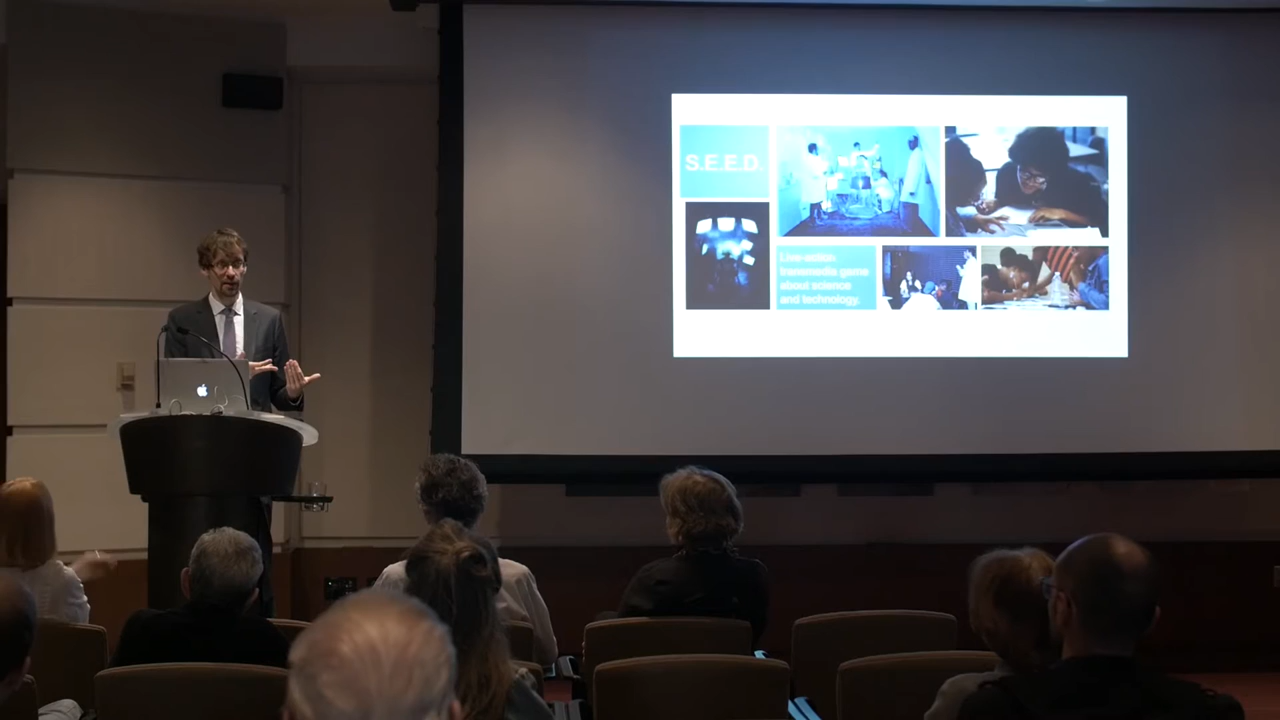 S.E.E.D.
Live-action
transmedia game
about science
and technology.